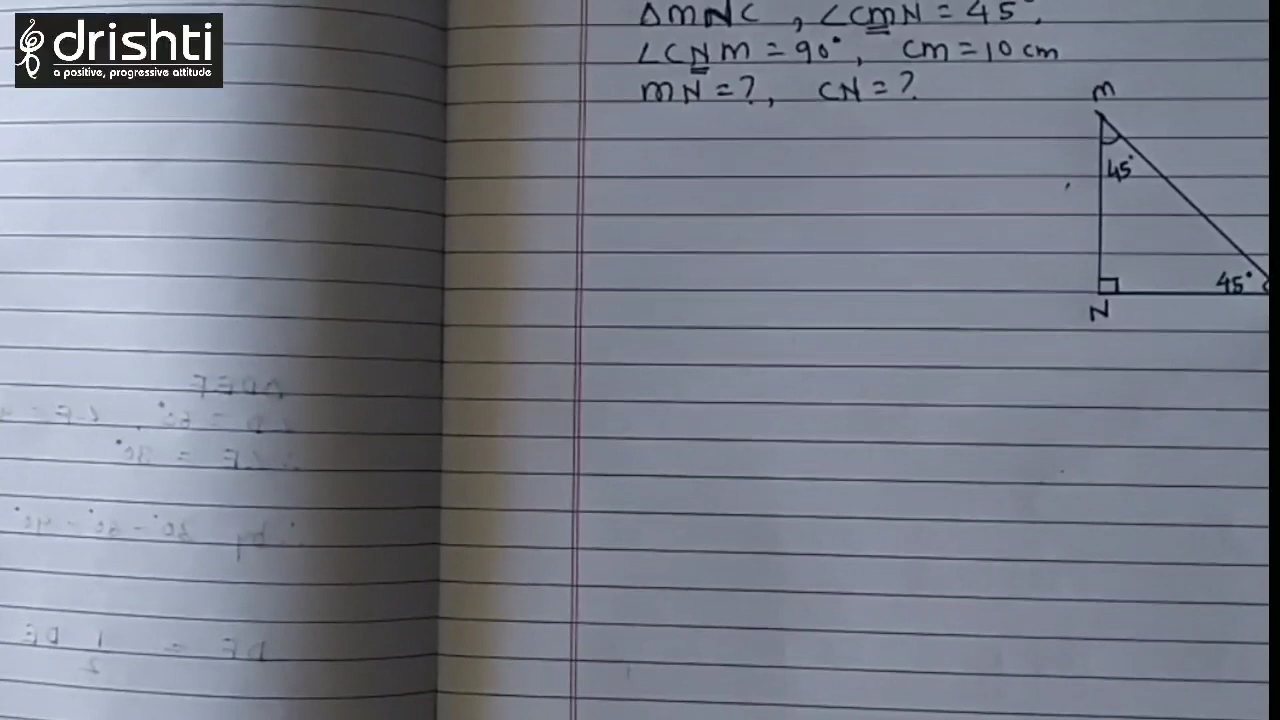 drishti
a positive, progressive attitude
ΔMNC , ∠CMN = 45°.
∠CNM = 90°, CM = 10 cm
MN = ?, CN = ?
M
45°
45°
N